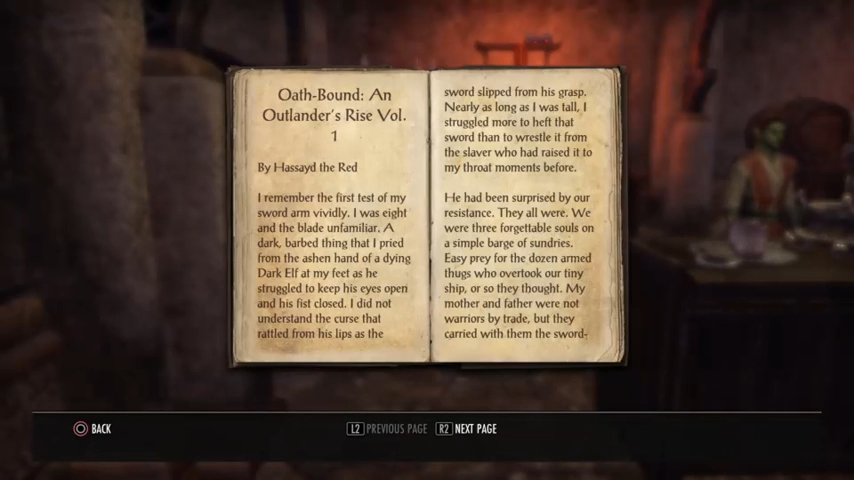 Oath-Bound: An
Outlander's Rise Vol.
1
By Hassayd the Red
I remember the first test of my
sword arm vividly. I was eight
and the blade unfamiliar. A
dark, barbed thing that I pried
from the ashen hand of a dying
Dark Elf at my feet as he
struggled to keep his eyes open
and his fist closed. I did not
understand the curse that
rattled from his lips as the
sword slipped from his grasp.
Nearly as long as I was tall, I
struggled more to heft that
sword than to wrestle it from
the slaver who had raised it to
my throat moments before.
He had been surprised by our
resistance. They all were. We
were three forgettable souls on
a simple barge of sundries.
Easy prey for the dozen armed
thugs who overtook our tiny
ship, or so they thought. My
mother and father were not
warriors by trade, but they
carried with them the sword-
BACK
L2 PREVIOUS PAGE R2 NEXT PAGE